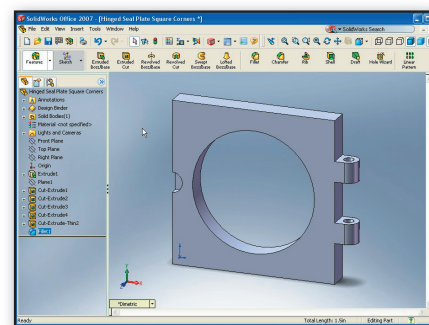 SolidWorks Office 2007 - [Hinged Seal Plate Square Corners *]
File Edit View Insert Tools Window Help
SolidWorks Search
Features Sketch Extruded Boss/Base Extruded Cut Revolved Boss/Base Revolved Cut Swept Boss/Base Lofted Boss/Base Fillet Chamfer Rib Shell Draft Hole Wizard Linear Pattern
Hinged Seal Plate Square Corners
Annotations
Design Binder
Solid Bodies(1)
Material <not specified>
Lights and Cameras
Front Plane
Top Plane
Right Plane
Origin
Extrude1
Plane1
Cut-Extrude1
Cut-Extrude2
Cut-Extrude3
Cut-Extrude4
Cut-Extrude-Thin2
Fillet1
*Dimetric
Ready Total Length: 1.5in Editing Part